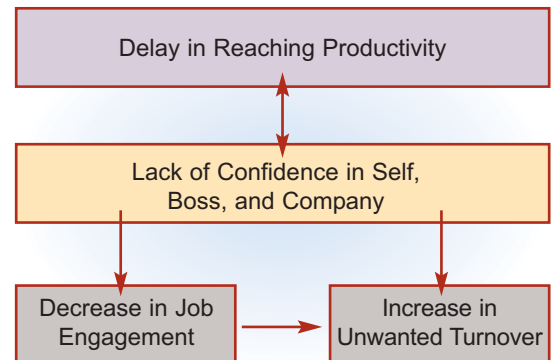 Delay in Reaching Productivity
Lack of Confidence in Self,
Boss, and Company
Decrease in Job
Engagement
Increase in
Unwanted Turnover